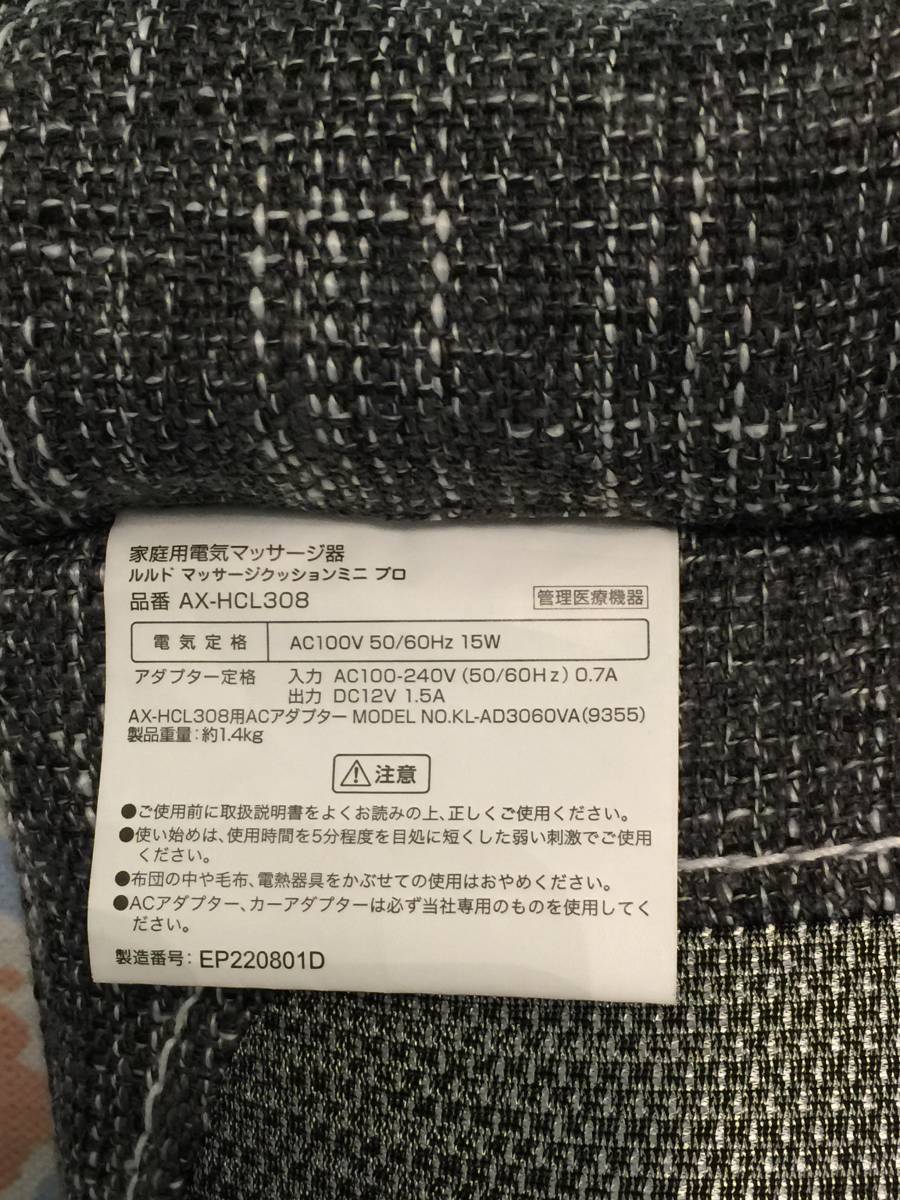 家庭用電気マッサージ器
ルルド マッサージクッションミニ プロ
品番 AX-HCL308
管理医療機器
電気定格 AC100V 50/60Hz 15W
アダプター定格 入力 AC100-240V (50/60Hz) 0.7A
出力 DC12V 1.5A
AX-HCL308用ACアダプター MODEL NO.KL-AD3060VA(9355)
製品重量:約1.4kg
⚠注意
●ご使用前に取扱説明書をよくお読みの上、正しくご使用ください。
●使い始めは、使用時間を5分程度を目処に短くした弱い刺激でご使用
ください。
●布団の中や毛布、電熱器具をかぶせての使用はおやめください。
●ACアダプター、カーアダプターは必ず当社専用のものを使用してく
ださい。
製造番号: EP220801D